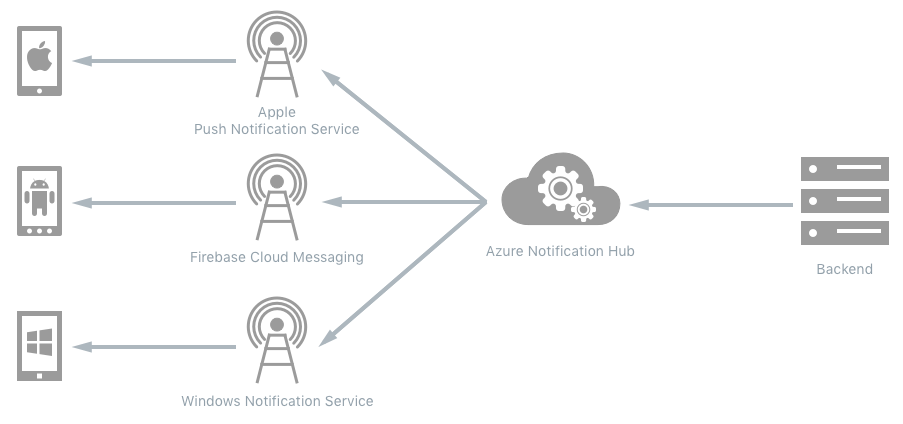 Apple
Push Notification Service
Firebase Cloud Messaging
Azure Notification Hub
Backend
Windows Notification Service